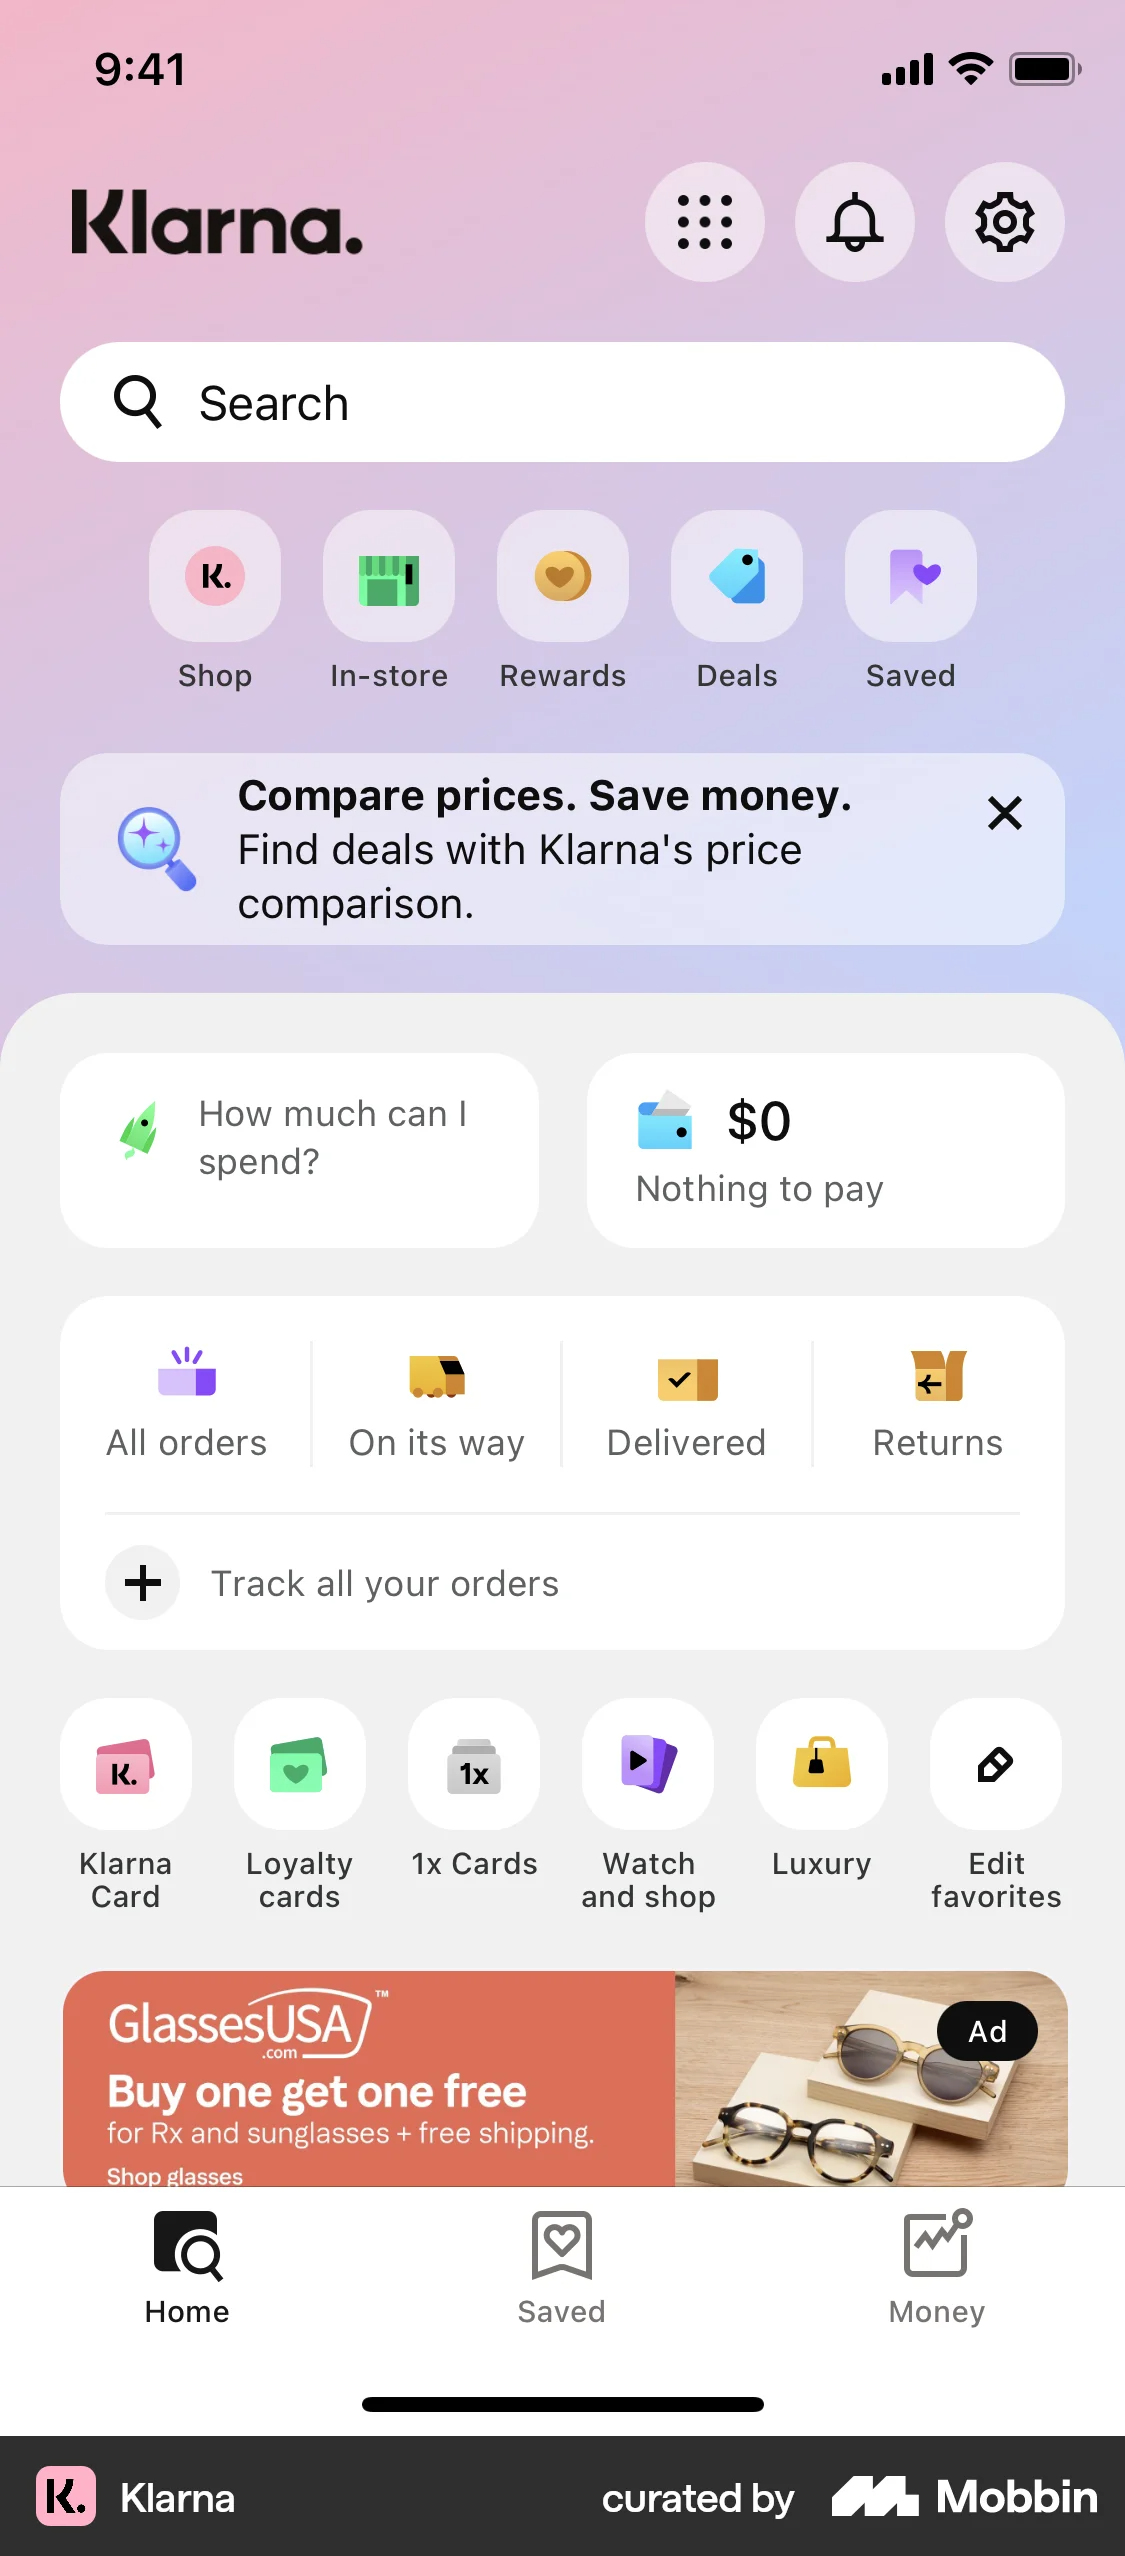 9:41
Klarna.
Search
K.
Shop
In-store
Rewards
Deals
Saved
Compare prices. Save money.
Find deals with Klarna's price
comparison.
How much can I
spend?
$0
Nothing to pay
All orders
On its way
Delivered
Returns
Track all your orders
K.
1x
Klarna
Card
Loyalty
cards
1x Cards
Watch
and shop
Luxury
Edit
favorites
GlassesUSA™
.com
Ad
Buy one get one free
for Rx and sunglasses + free shipping.
Shop glasses
Home
Saved
Money
K.
Klarna
curated by
Mobbin